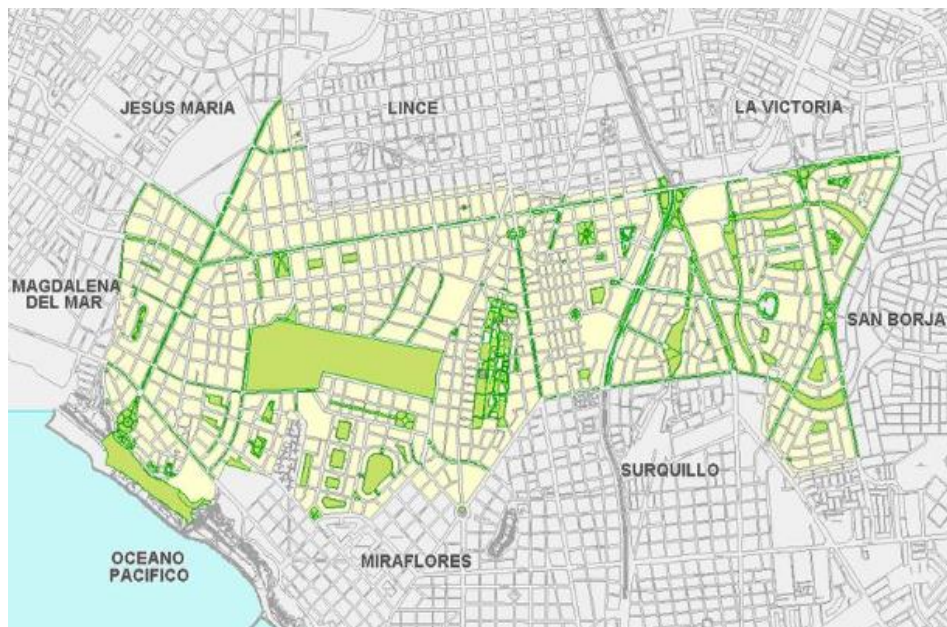 JESUS MARIA
LINCE
LA VICTORIA
MAGDALENA
DEL MAR
SAN BORJA
SURQUILLO
OCEANO
PACIFICO
MIRAFLORES